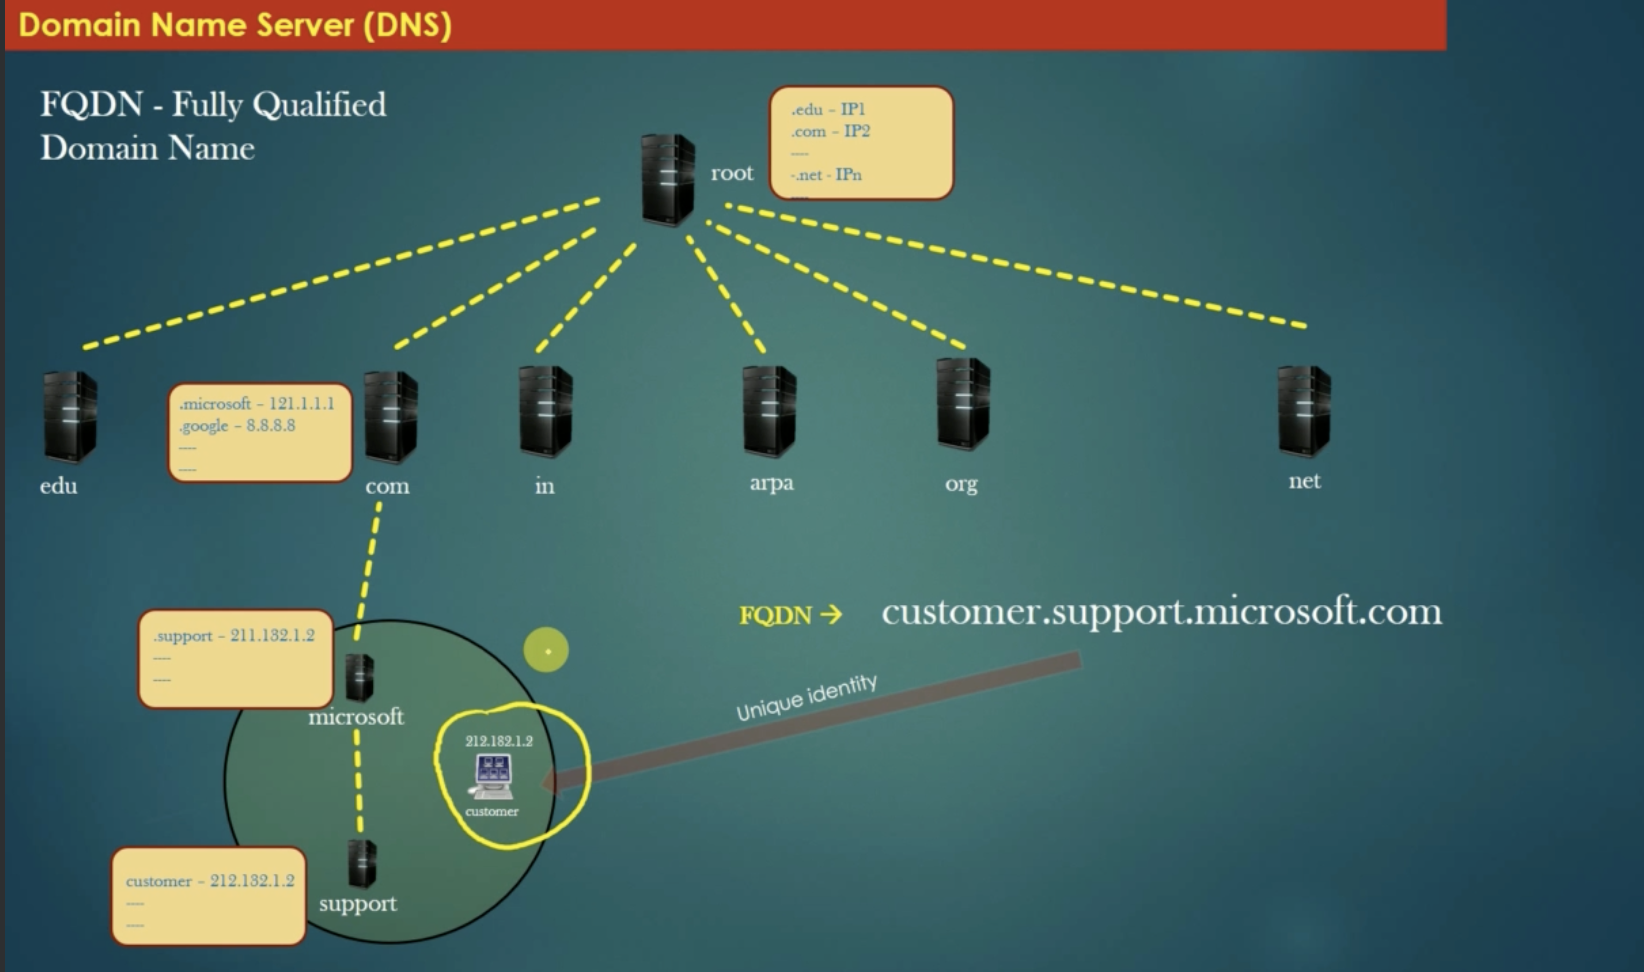 Domain Name Server (DNS)
FQDN - Fully Qualified
Domain Name
root
.edu – IP1
.com – IP2
----
-.net - IPn
----
.microsoft – 121.1.1.1
.google – 8.8.8.8
----
----
edu
com
in
arpa
org
net
FQDN → customer.support.microsoft.com
Unique identity
.support – 211.132.1.2
----
----
microsoft
212.132.1.2
customer
customer – 212.132.1.2
----
----
support